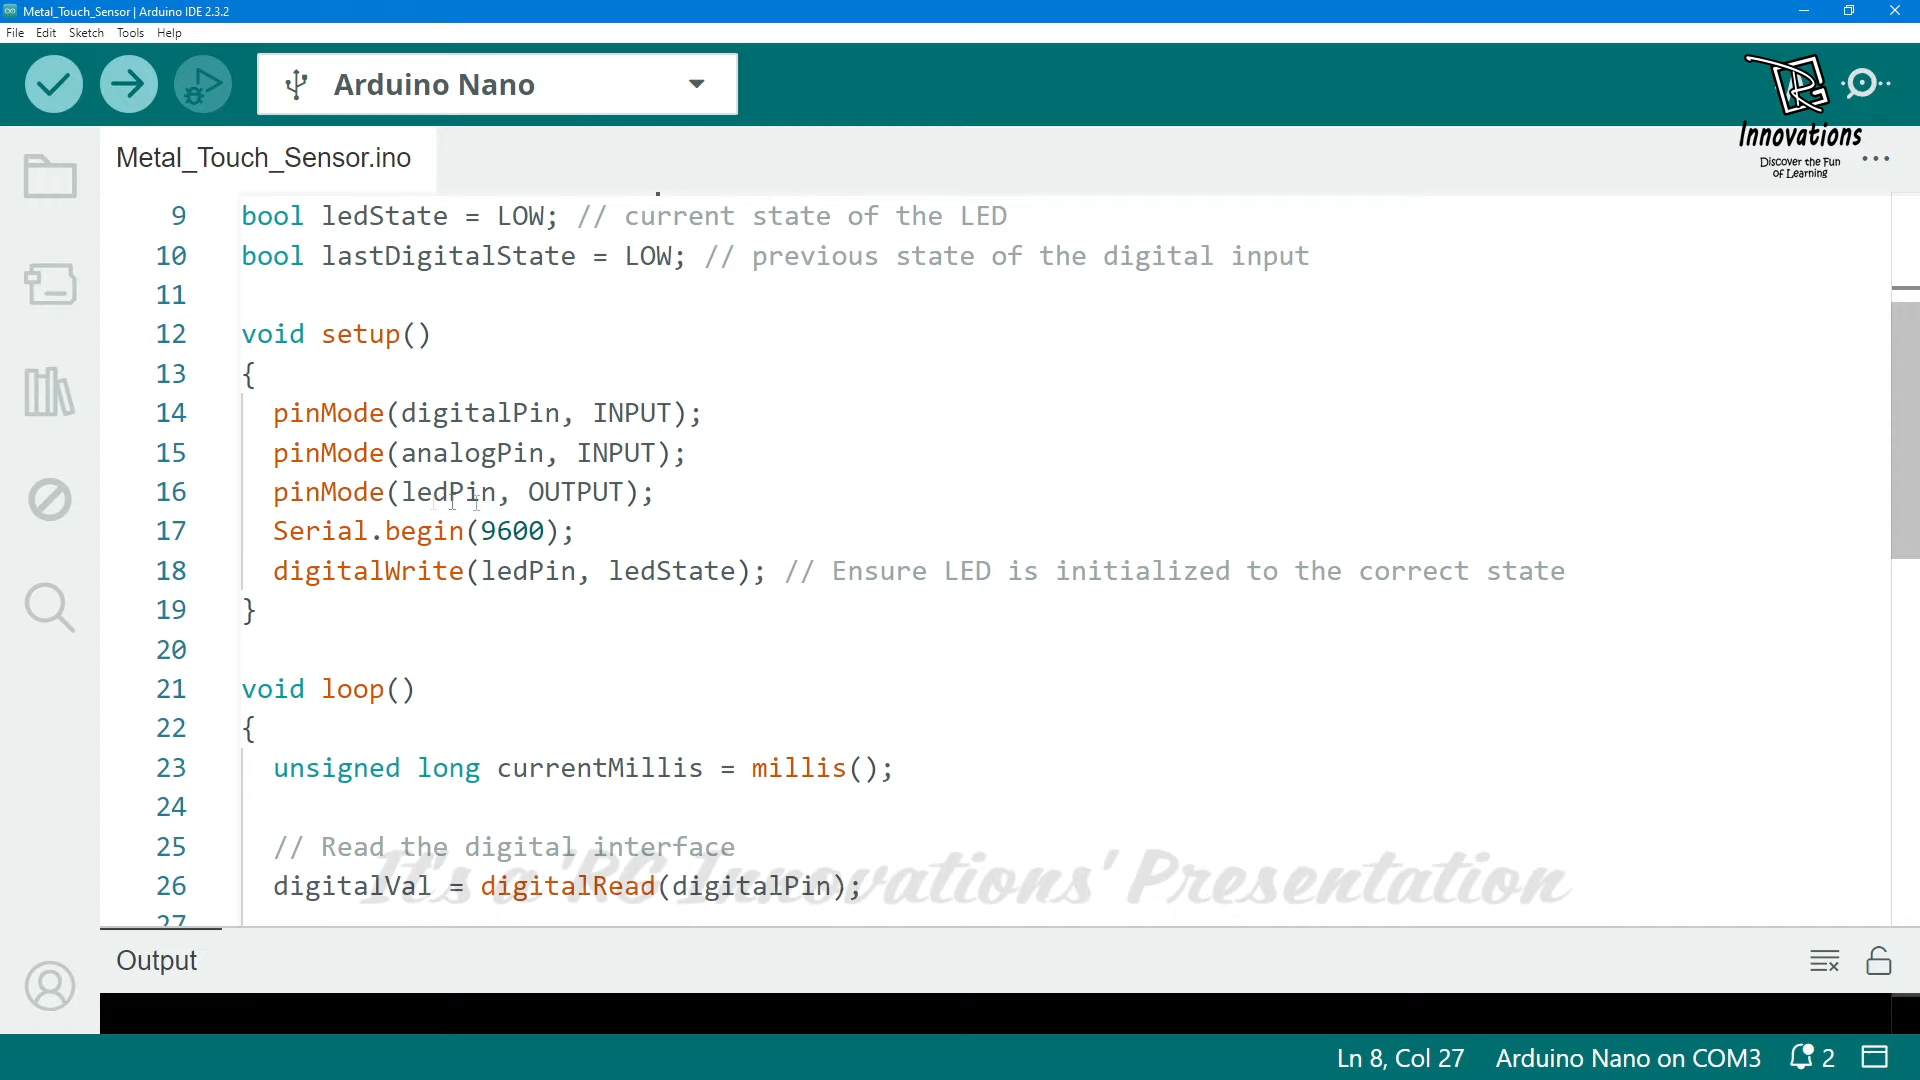 Metal_Touch_Sensor | Arduino IDE 2.3.2
File Edit Sketch Tools Help
Arduino Nano
Innovations
Discover the Fun
of Learning
Metal_Touch_Sensor.ino
9 bool ledState = LOW; // current state of the LED
10 bool lastDigitalState = LOW; // previous state of the digital input
11
12 void setup()
13 {
14 pinMode(digitalPin, INPUT);
15 pinMode(analogPin, INPUT);
16 pinMode(ledPin, OUTPUT);
17 Serial.begin(9600);
18 digitalWrite(ledPin, ledState); // Ensure LED is initialized to the correct state
19 }
20
21 void loop()
22 {
23 unsigned long currentMillis = millis();
24
25 // Read the digital interface
26 digitalVal = digitalRead(digitalPin);
It's a 'RG Innovations' Presentation
27
Output
Ln 8, Col 27 Arduino Nano on COM3 2